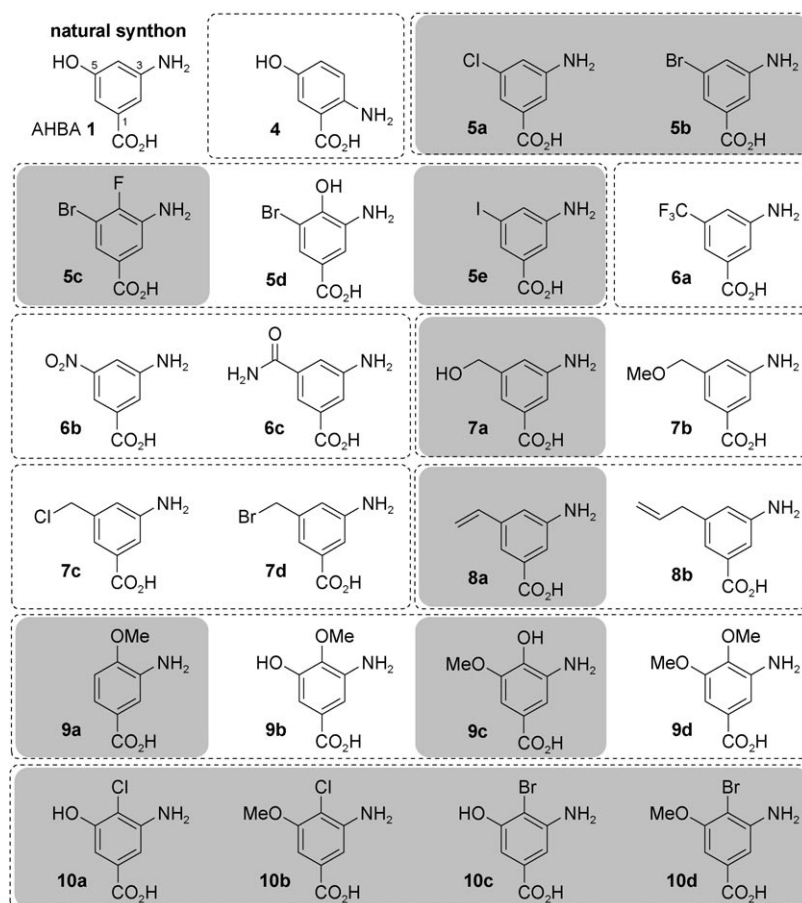 natural synthon
HO 5 3 NH₂
1
AHBA 1 CO₂H
HO
NH₂
4 CO₂H
Cl NH₂
5a CO₂H
Br NH₂
5b CO₂H
F
Br NH₂
5c CO₂H
OH
Br NH₂
5d CO₂H
I NH₂
5e CO₂H
F₃C NH₂
6a CO₂H
O₂N NH₂
6b CO₂H
O
H₂N NH₂
6c CO₂H
HO NH₂
7a CO₂H
MeO NH₂
7b CO₂H
Cl NH₂
7c CO₂H
Br NH₂
7d CO₂H
NH₂
8a CO₂H
NH₂
8b CO₂H
OMe
NH₂
9a CO₂H
OMe
HO NH₂
9b CO₂H
OH
MeO NH₂
9c CO₂H
OMe
MeO NH₂
9d CO₂H
Cl
HO NH₂
10a CO₂H
Cl
MeO NH₂
10b CO₂H
Br
HO NH₂
10c CO₂H
Br
MeO NH₂
10d CO₂H